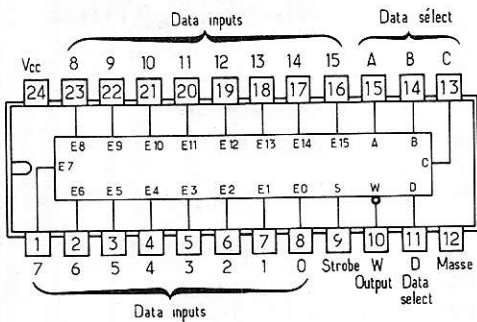 Data inputs Data sélect
8 9 10 11 12 13 14 15 A B C
Vcc
24 23 22 21 20 19 18 17 16 15 14 13
E8 E9 E10 E11 E12 E13 E14 E15 A B
E7 C
E6 E5 E4 E3 E2 E1 E0 S W D
1 2 3 4 5 6 7 8 9 10 11 12
7 6 5 4 3 2 1 0 Strobe W D Masse
Output Data
select
Data inputs